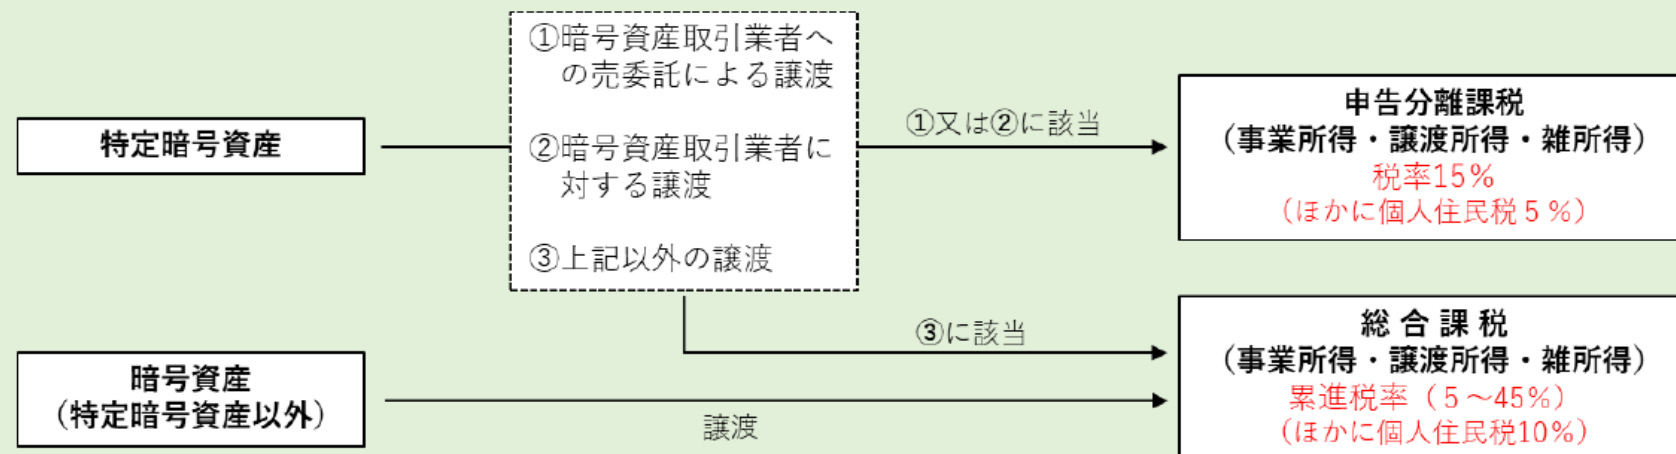 特定暗号資産
①暗号資産取引業者へ
の売委託による譲渡
②暗号資産取引業者に
対する譲渡
③上記以外の譲渡
①又は②に該当
申告分離課税
（事業所得・譲渡所得・雑所得）
税率15%
（ほかに個人住民税５%）
③に該当
暗号資産
（特定暗号資産以外）
譲渡
総合課税
（事業所得・譲渡所得・雑所得）
累進税率（５～45%）
（ほかに個人住民税10%）